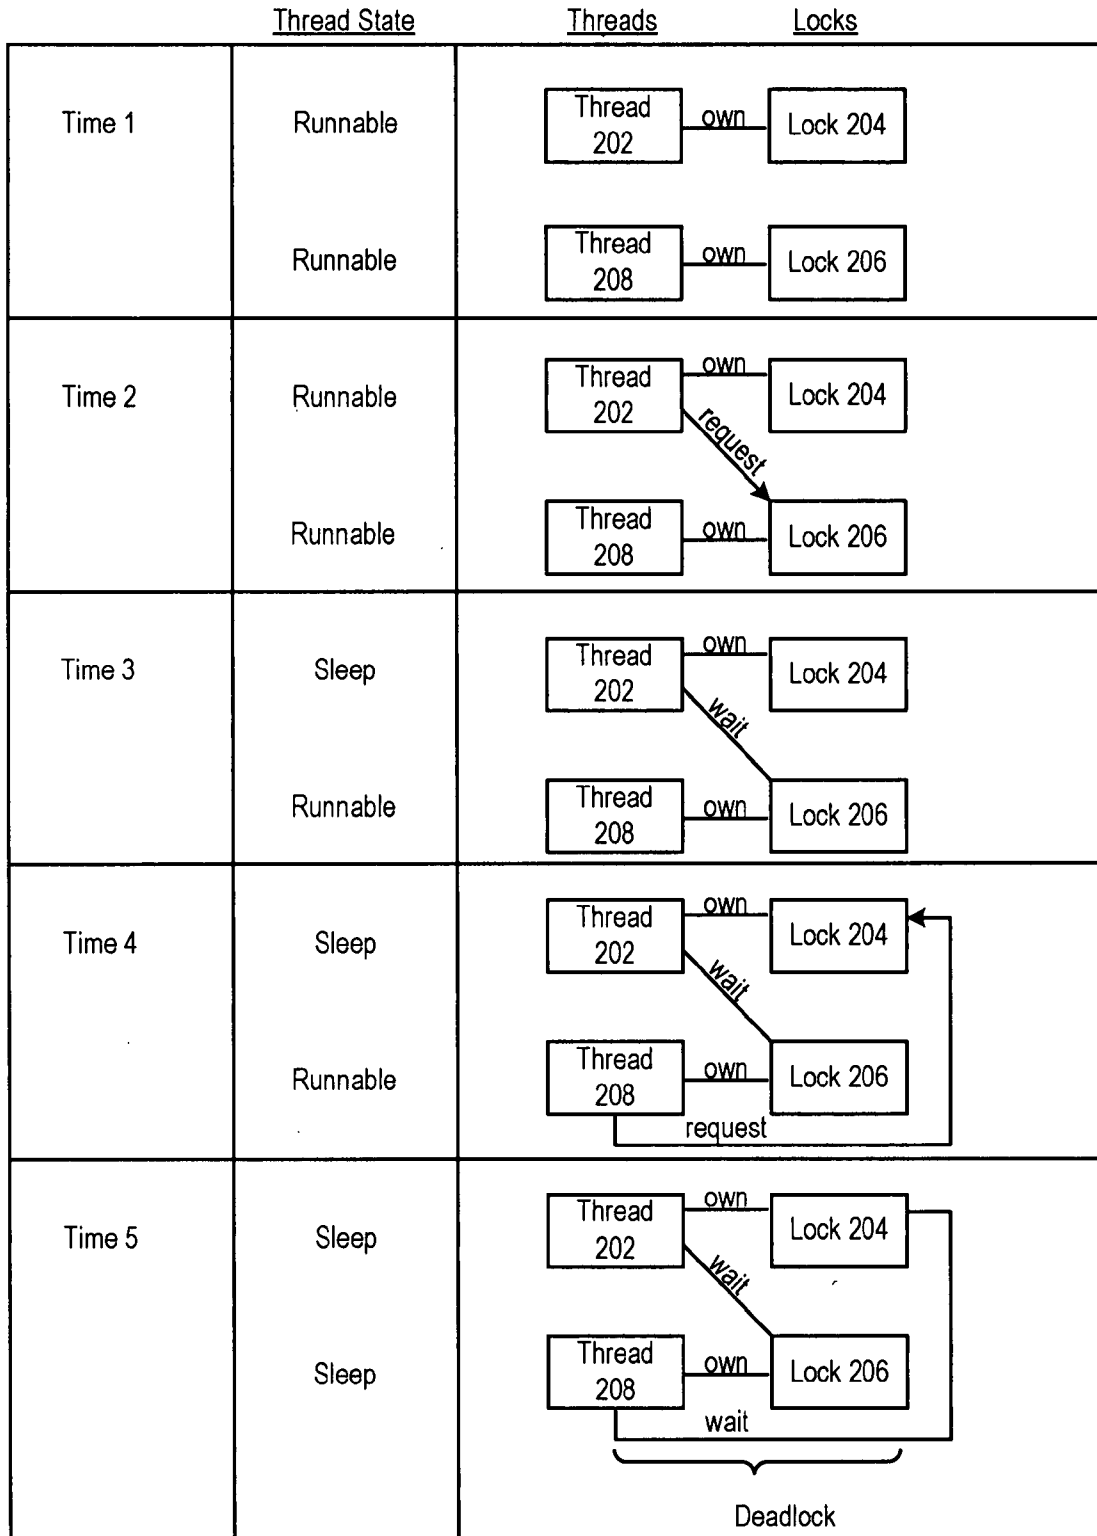 Thread State Threads Locks
Time 1 Runnable Thread 202 own Lock 204
Runnable Thread 208 own Lock 206
Time 2 Runnable Thread 202 own Lock 204
request
Runnable Thread 208 own Lock 206
Time 3 Sleep Thread 202 own Lock 204
wait
Runnable Thread 208 own Lock 206
Time 4 Sleep Thread 202 own Lock 204
wait
Runnable Thread 208 own Lock 206
request
Time 5 Sleep Thread 202 own Lock 204
wait
Sleep Thread 208 own Lock 206
wait
Deadlock